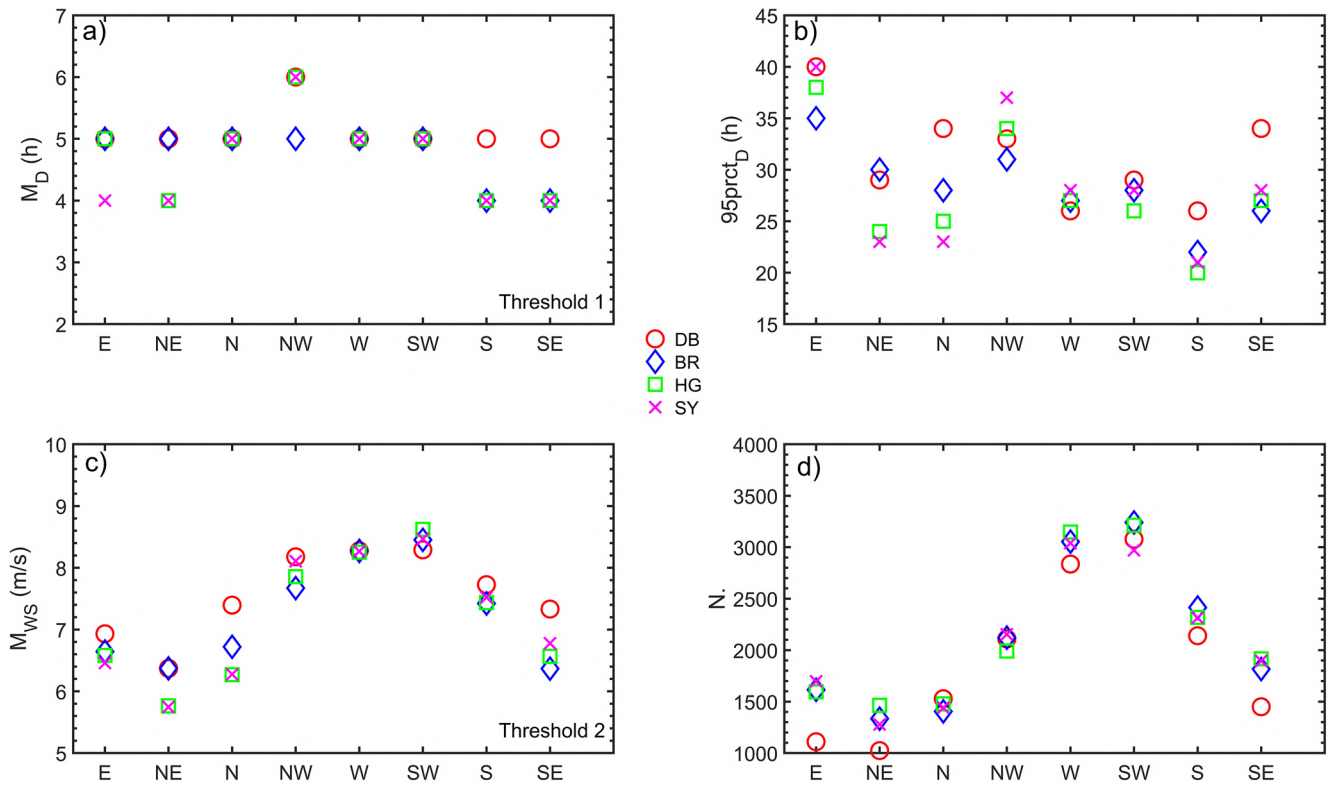 a)
M_D (h)
7
6
5
4
3
2
Threshold 1
E NE N NW W SW S SE
b)
95prct_D (h)
45
40
35
30
25
20
15
E NE N NW W SW S SE
DB
BR
HG
SY
c)
M_WS (m/s)
10
9
8
7
6
5
Threshold 2
E NE N NW W SW S SE
d)
N.
4000
3500
3000
2500
2000
1500
1000
E NE N NW W SW S SE